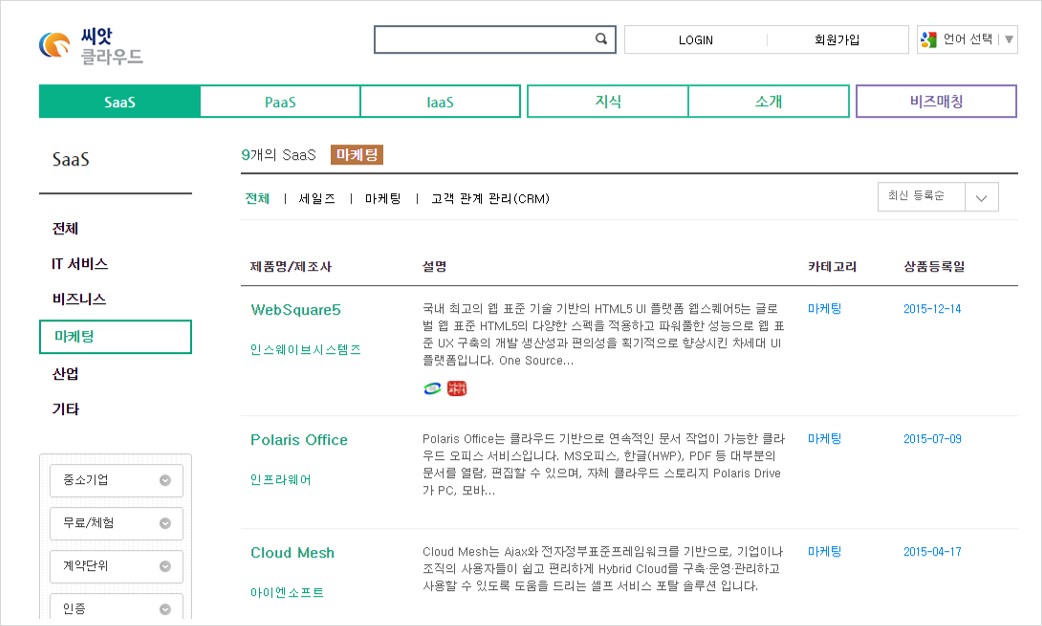 씨앗
클라우드
LOGIN
회원가입
언어 선택
SaaS
PaaS
IaaS
지식
소개
비즈매칭
SaaS
전체
IT 서비스
비즈니스
마케팅
산업
기타
중소기업
무료/체험
계약단위
인증
9개의 SaaS 마케팅
전체 | 세일즈 | 마케팅 | 고객 관계 관리(CRM)
최신 등록순
제품명/제조사
설명
카테고리
상품등록일
WebSquare5
인스웨이브시스템즈
국내 최고의 웹 표준 기술 기반의 HTML5 UI 플랫폼 웹스퀘어5는 글로
벌 웹 표준 HTML5의 다양한 스펙을 적용하고 파워풀한 성능으로 웹 표
준 UX 구축의 개발 생산성과 편의성을 획기적으로 향상시킨 차세대 UI
플랫폼입니다. One Source...
마케팅
2015-12-14
Polaris Office
인프라웨어
Polaris Office는 클라우드 기반으로 연속적인 문서 작업이 가능한 클라
우드 오피스 서비스입니다. MS오피스, 한글(HWP), PDF 등 대부분의
문서를 열람, 편집할 수 있으며, 자체 클라우드 스토리지 Polaris Drive
가 PC, 모바...
마케팅
2015-07-09
Cloud Mesh
아이엔소프트
Cloud Mesh는 Ajax와 전자정부표준프레임워크를 기반으로, 기업이나
조직의 사용자들이 쉽고 편리하게 Hybrid Cloud를 구축·운영·관리하고
사용할 수 있도록 도움을 드리는 셀프 서비스 포탈 솔루션 입니다.
마케팅
2015-04-17